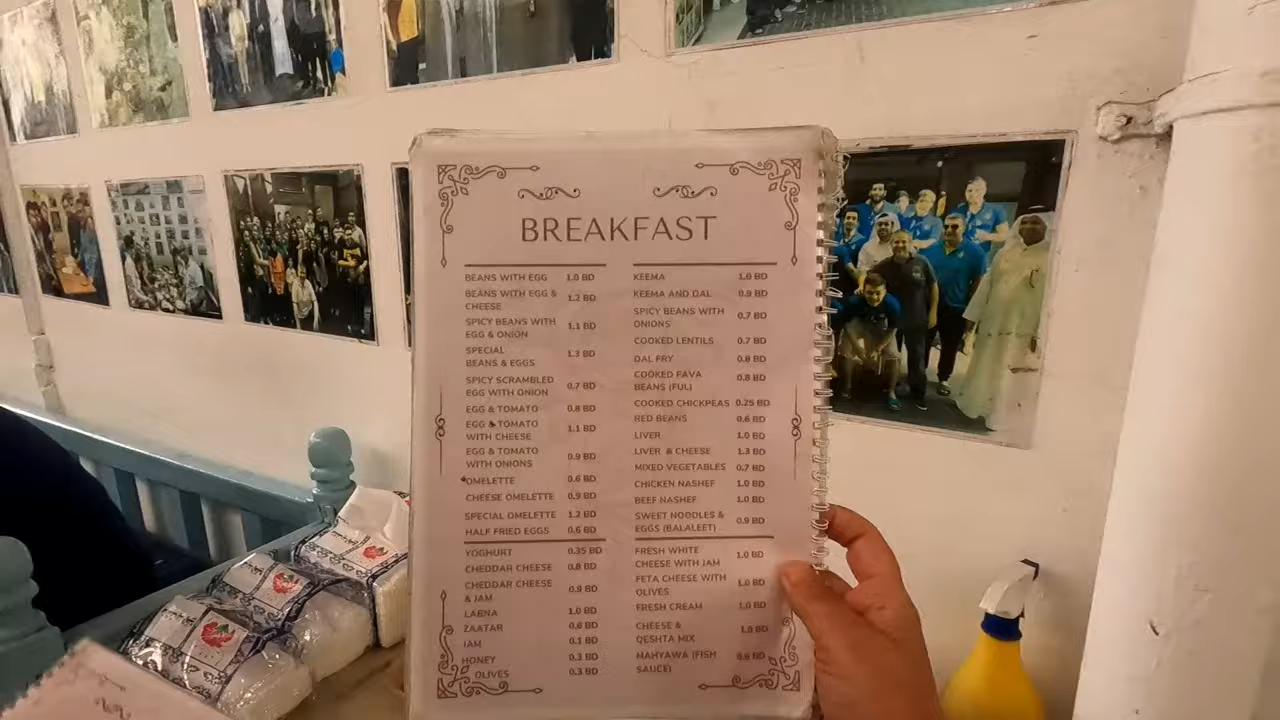 BREAKFAST
BEANS WITH EGG 1.0 BD
BEANS WITH EGG & CHEESE 1.2 BD
SPICY BEANS WITH EGG & ONION 1.1 BD
SPECIAL BEANS & EGGS 1.3 BD
SPICY SCRAMBLED EGG WITH ONION 0.7 BD
EGG & TOMATO 0.8 BD
EGG & TOMATO WITH CHEESE 1.1 BD
EGG & TOMATO WITH ONIONS 0.9 BD
OMELETTE 0.6 BD
CHEESE OMELETTE 0.9 BD
SPECIAL OMELETTE 1.2 BD
HALF FRIED EGGS 0.6 BD
YOGHURT 0.35 BD
CHEDDAR CHEESE 0.8 BD
CHEDDAR CHEESE & JAM 0.9 BD
LABNA 1.0 BD
ZAATAR 0.6 BD
JAM 0.1 BD
HONEY 0.3 BD
OLIVES 0.3 BD
KEEMA 1.0 BD
KEEMA AND DAL 0.9 BD
SPICY BEANS WITH ONIONS 0.7 BD
COOKED LENTILS 0.7 BD
DAL FRY 0.8 BD
COOKED FAVA BEANS (FUL) 0.8 BD
COOKED CHICKPEAS 0.25 BD
RED BEANS 0.6 BD
LIVER 1.0 BD
LIVER & CHEESE 1.3 BD
MIXED VEGETABLES 0.7 BD
CHICKEN NASHEF 1.0 BD
BEEF NASHEF 1.0 BD
SWEET NOODLES & EGGS (BALALEET) 0.9 BD
FRESH WHITE CHEESE WITH JAM 1.0 BD
FETA CHEESE WITH OLIVES 1.0 BD
FRESH CREAM 1.0 BD
CHEESE & QESHTA MIX 1.0 BD
MAHYAWA (FISH SAUCE) BD